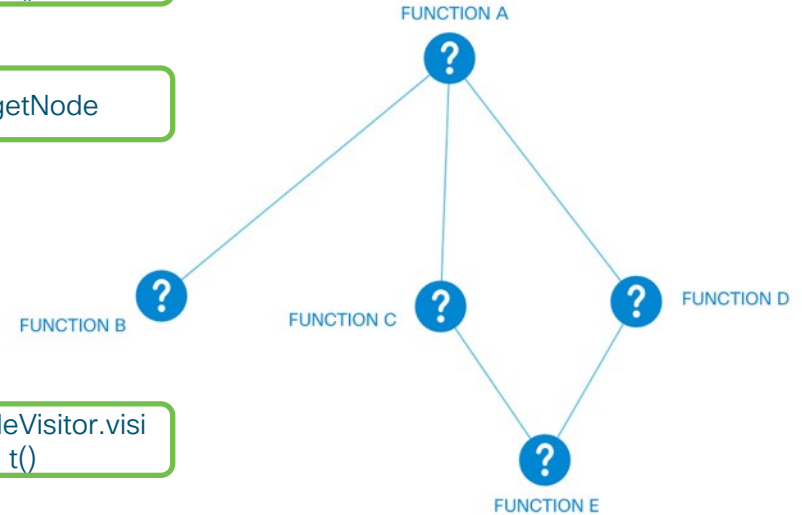 FUNCTION A
getNode
FUNCTION B
FUNCTION C
FUNCTION D
leVisitor.visi
t()
FUNCTION E